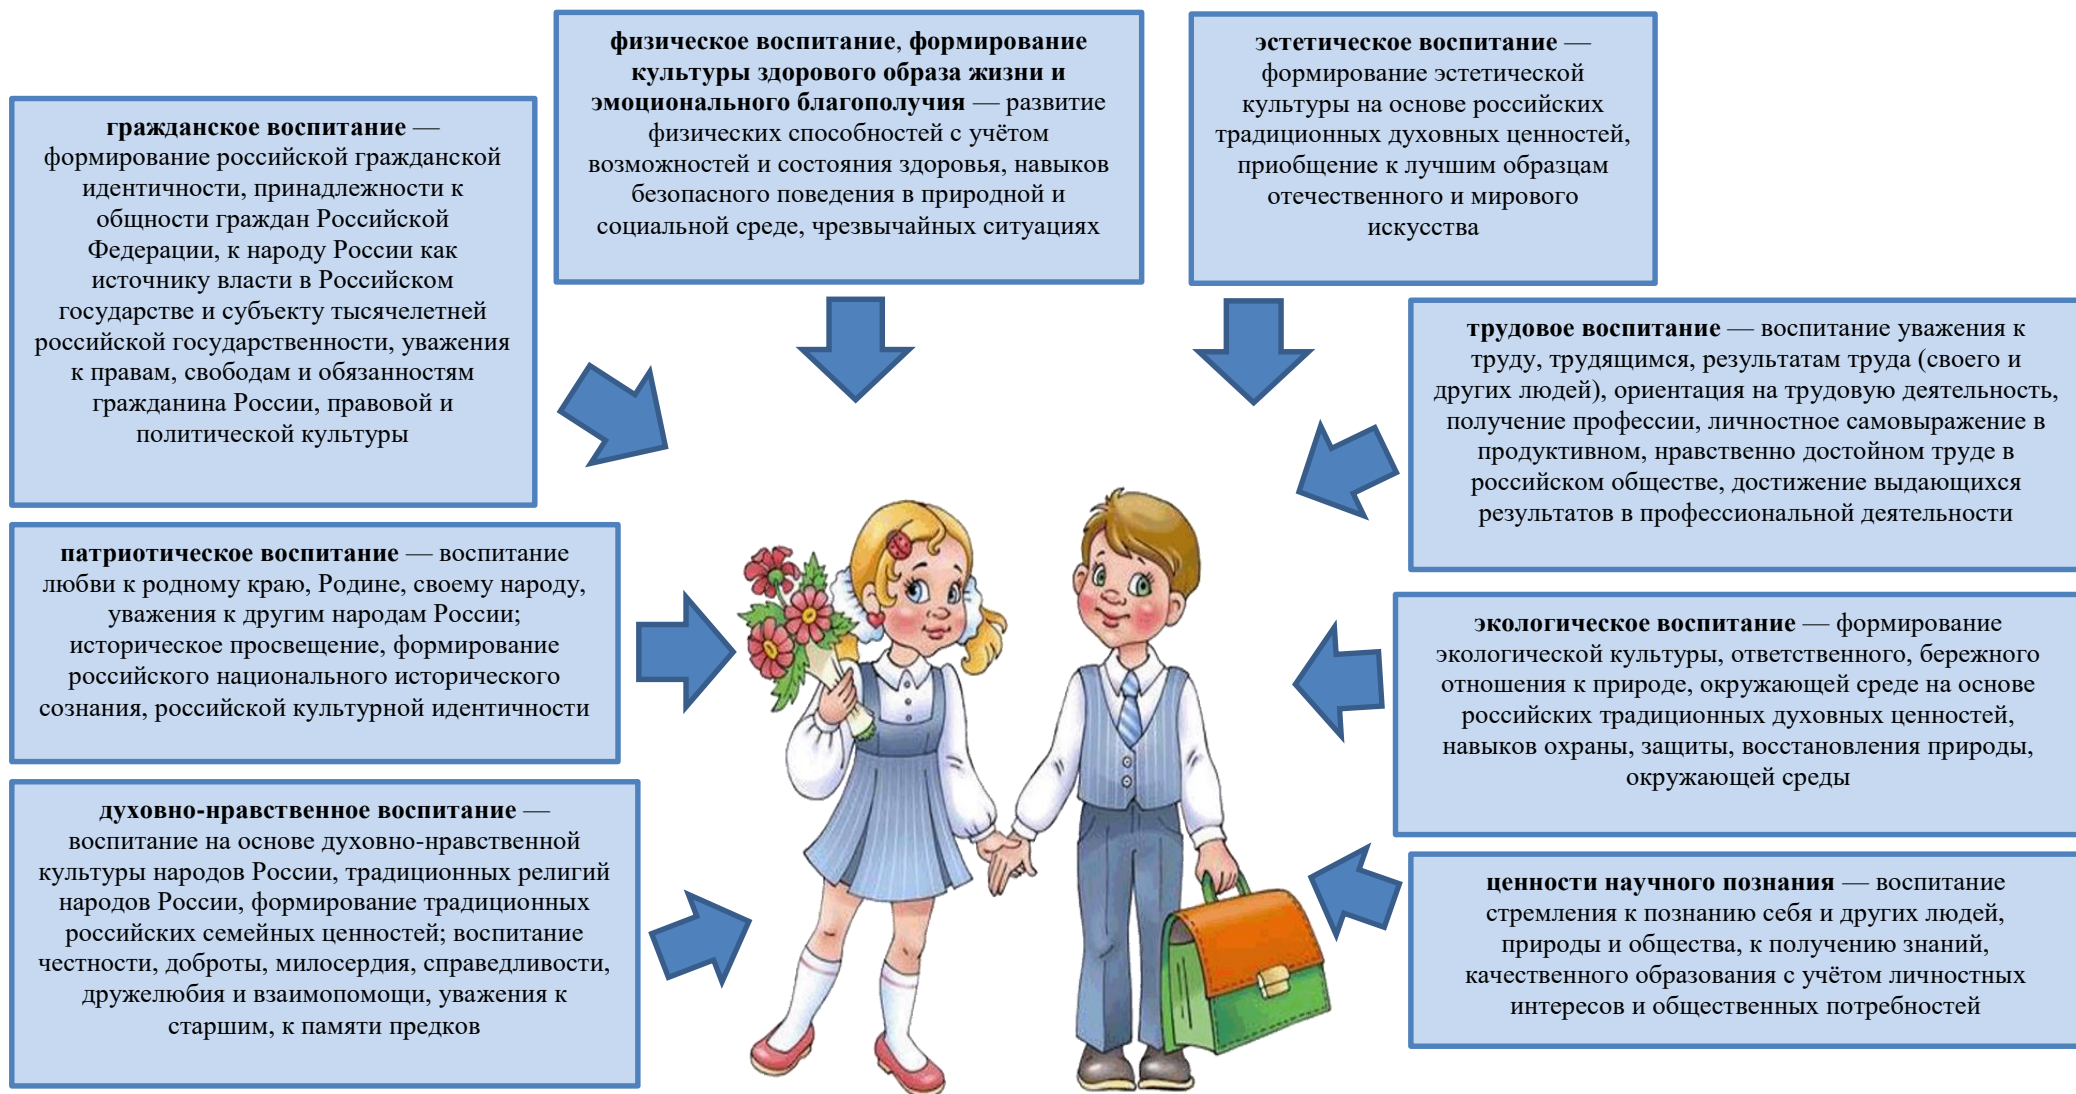 физическое воспитание, формирование
культуры здорового образа жизни и
эмоционального благополучия — развитие
физических способностей с учётом
возможностей и состояния здоровья, навыков
безопасного поведения в природной и
социальной среде, чрезвычайных ситуациях
эстетическое воспитание —
формирование эстетической
культуры на основе российских
традиционных духовных ценностей,
приобщение к лучшим образцам
отечественного и мирового
искусства
гражданское воспитание —
формирование российской гражданской
идентичности, принадлежности к
общности граждан Российской
Федерации, к народу России как
источнику власти в Российском
государстве и субъекту тысячелетней
российской государственности, уважения
к правам, свободам и обязанностям
гражданина России, правовой и
политической культуры
трудовое воспитание — воспитание уважения к
труду, трудящимся, результатам труда (своего и
других людей), ориентация на трудовую деятельность,
получение профессии, личностное самовыражение в
продуктивном, нравственно достойном труде в
российском обществе, достижение выдающихся
результатов в профессиональной деятельности
патриотическое воспитание — воспитание
любви к родному краю, Родине, своему народу,
уважения к другим народам России;
историческое просвещение, формирование
российского национального исторического
сознания, российской культурной идентичности
экологическое воспитание — формирование
экологической культуры, ответственного, бережного
отношения к природе, окружающей среде на основе
российских традиционных духовных ценностей,
навыков охраны, защиты, восстановления природы,
окружающей среды
духовно-нравственное воспитание —
воспитание на основе духовно-нравственной
культуры народов России, традиционных религий
народов России, формирование традиционных
российских семейных ценностей; воспитание
честности, доброты, милосердия, справедливости,
дружелюбия и взаимопомощи, уважения к
старшим, к памяти предков
ценности научного познания — воспитание
стремления к познанию себя и других людей,
природы и общества, к получению знаний,
качественного образования с учётом личностных
интересов и общественных потребностей